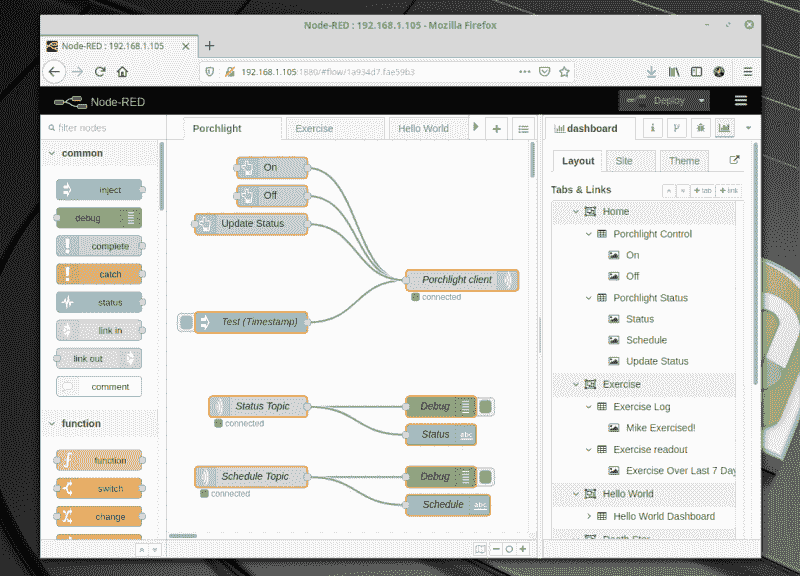 Node-RED : 192.168.1.105 - Mozilla Firefox
Node-RED : 192.168.1.105
192.168.1.105:1880/#flow/1a934d7.fae59b3
Node-RED
Deploy
filter nodes
Porchlight
Exercise
Hello World
dashboard
common
inject
debug
complete
catch
status
link in
link out
comment
function
function
switch
change
On
Off
Update Status
Porchlight client
connected
Test (Timestamp)
Status Topic
connected
Debug
Status
abc
Schedule Topic
connected
Debug
Schedule
abc
Layout
Site
Theme
Tabs & Links
tab
link
Home
Porchlight Control
On
Off
Porchlight Status
Status
Schedule
Update Status
Exercise
Exercise Log
Mike Exercised!
Exercise readout
Exercise Over Last 7 Day
Hello World
Hello World Dashboard
Death Star